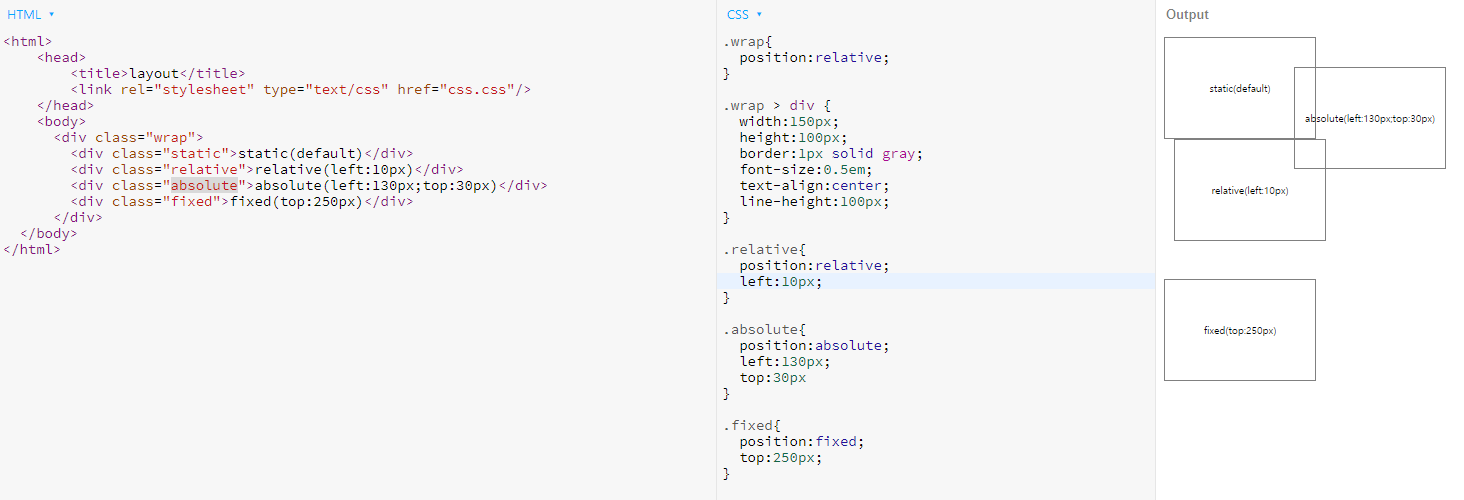 HTML ▾
<html>
<head>
<title>layout</title>
<link rel="stylesheet" type="text/css" href="css.css"/>
</head>
<body>
<div class="wrap">
<div class="static">static(default)</div>
<div class="relative">relative(left:10px)</div>
<div class="absolute">absolute(left:130px;top:30px)</div>
<div class="fixed">fixed(top:250px)</div>
</div>
</body>
</html>
CSS ▾
.wrap{
position:relative;
}
.wrap > div {
width:150px;
height:100px;
border:1px solid gray;
font-size:0.5em;
text-align:center;
line-height:100px;
}
.relative{
position:relative;
left:10px;
}
.absolute{
position:absolute;
left:130px;
top:30px
}
.fixed{
position:fixed;
top:250px;
}
Output
static(default)
absolute(left:130px;top:30px)
relative(left:10px)
fixed(top:250px)